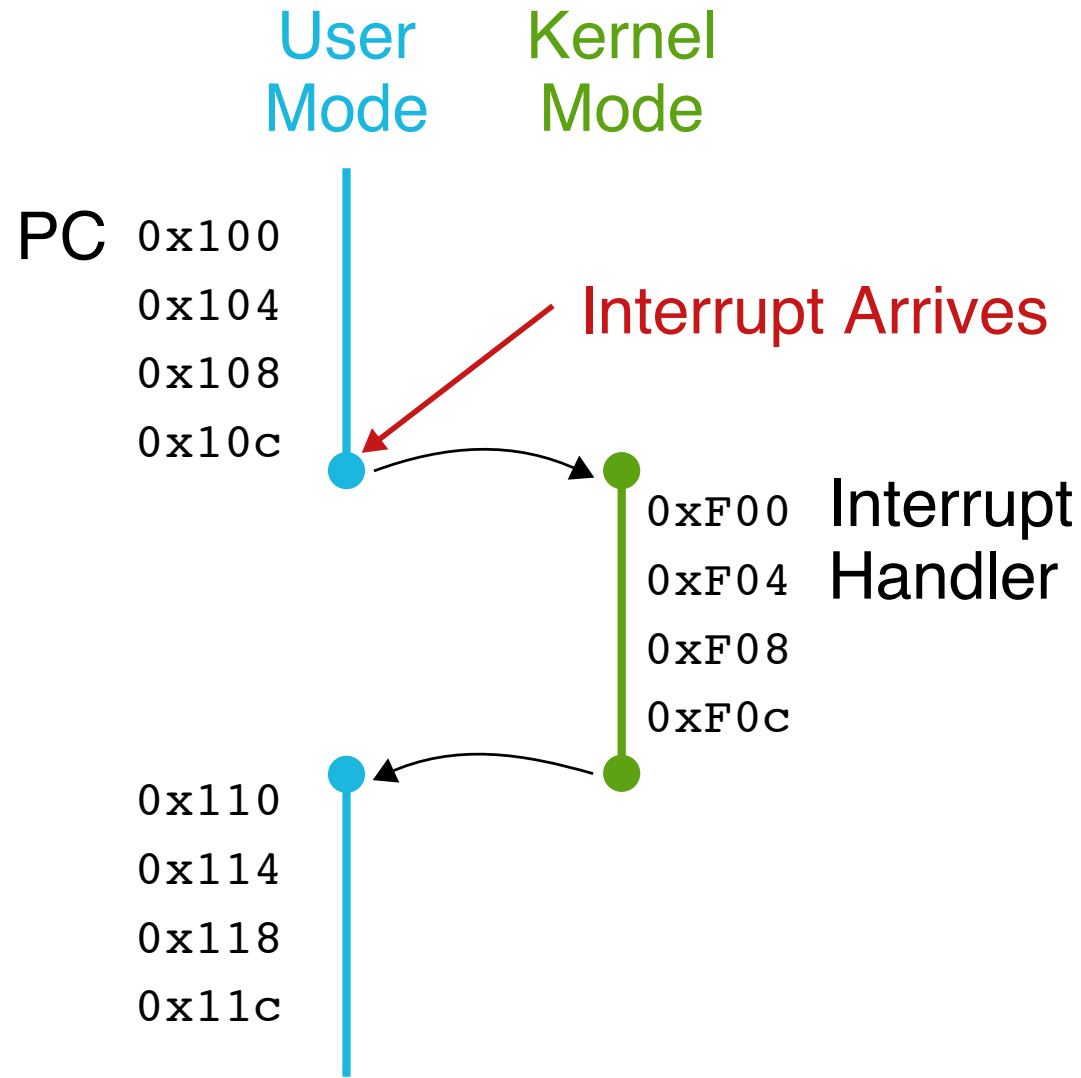 User
Mode
Kernel
Mode
PC 0x100
0x104
Interrupt Arrives
0x108
0x10c
0xF00
Interrupt
Handler
0xF04
0xF08
0xF0c
0x110
0x114
0x118
0x11c